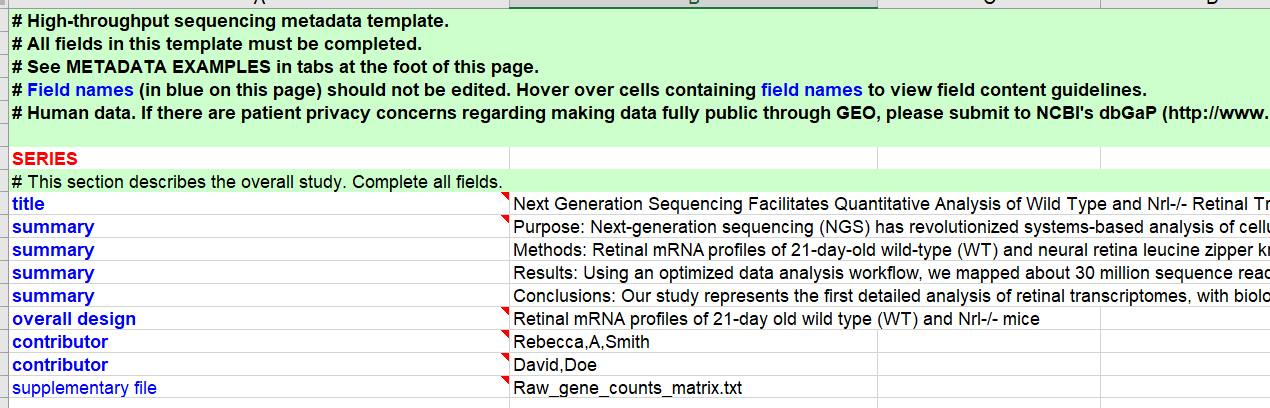 # High-throughput sequencing metadata template.
# All fields in this template must be completed.
# See METADATA EXAMPLES in tabs at the foot of this page.
# Field names (in blue on this page) should not be edited. Hover over cells containing field names to view field content guidelines.
# Human data. If there are patient privacy concerns regarding making data fully public through GEO, please submit to NCBI's dbGaP (http://www.
SERIES
# This section describes the overall study. Complete all fields.
title Next Generation Sequencing Facilitates Quantitative Analysis of Wild Type and Nrl-/- Retinal
summary Purpose: Next-generation sequencing (NGS) has revolutionized systems-based analysis of
summary Methods: Retinal mRNA profiles of 21-day-old wild-type (WT) and neural retina leucine zipper
summary Results: Using an optimized data analysis workflow, we mapped about 30 million sequence
summary Conclusions: Our study represents the first detailed analysis of retinal transcriptomes, with
overall design Retinal mRNA profiles of 21-day old wild type (WT) and Nrl-/- mice
contributor Rebecca,A,Smith
contributor David,Doe
supplementary file Raw_gene_counts_matrix.txt